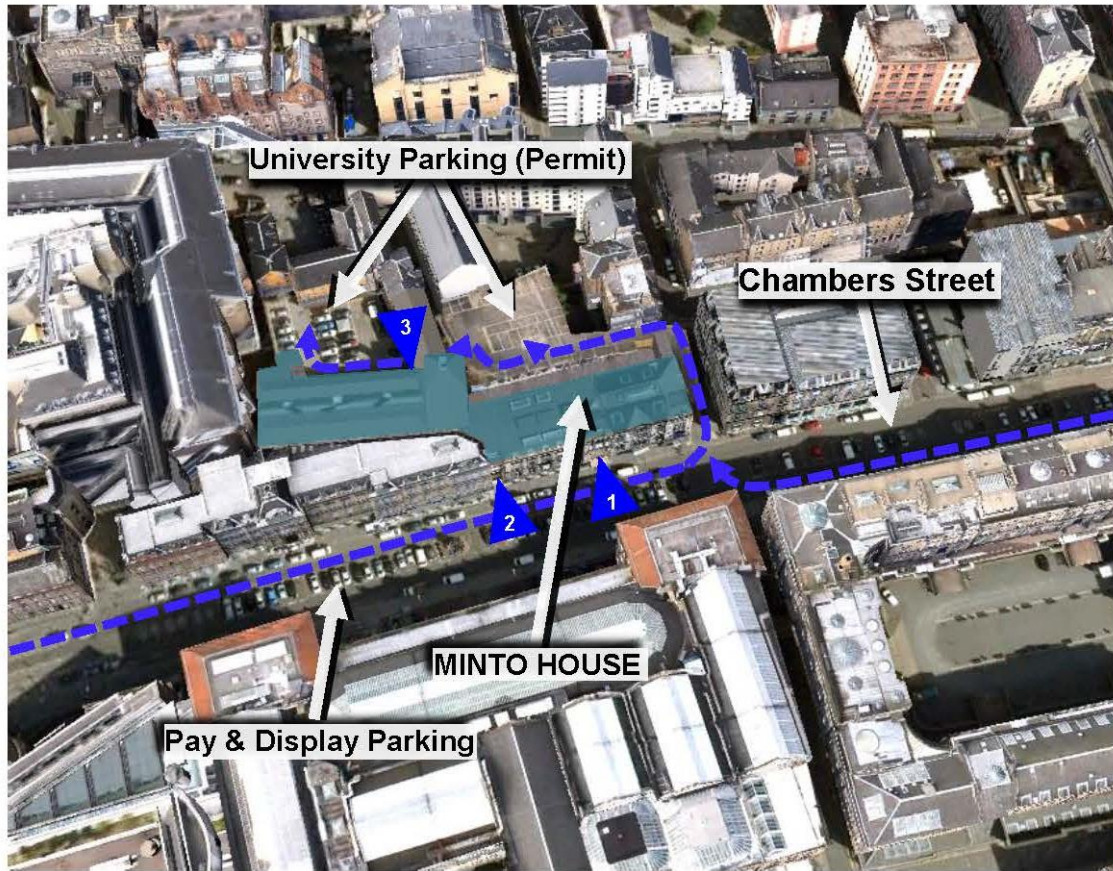 University Parking (Permit)
Chambers Street
3
1
2
MINTO HOUSE
Pay & Display Parking